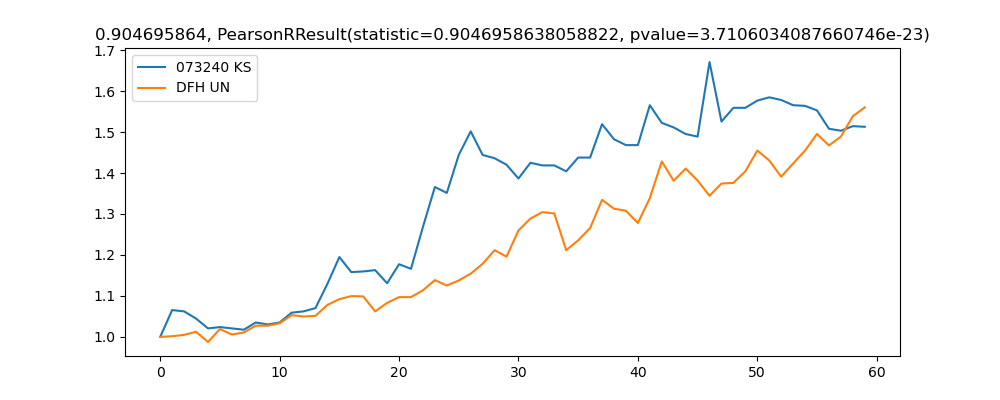 0.904695864, PearsonRResult(statistic=0.9046958638058822, pvalue=3.7106034087660746e-23)
1.7
1.6
1.5
1.4
1.3
1.2
1.1
1.0
073240 KS
DFH UN
0 10 20 30 40 50 60